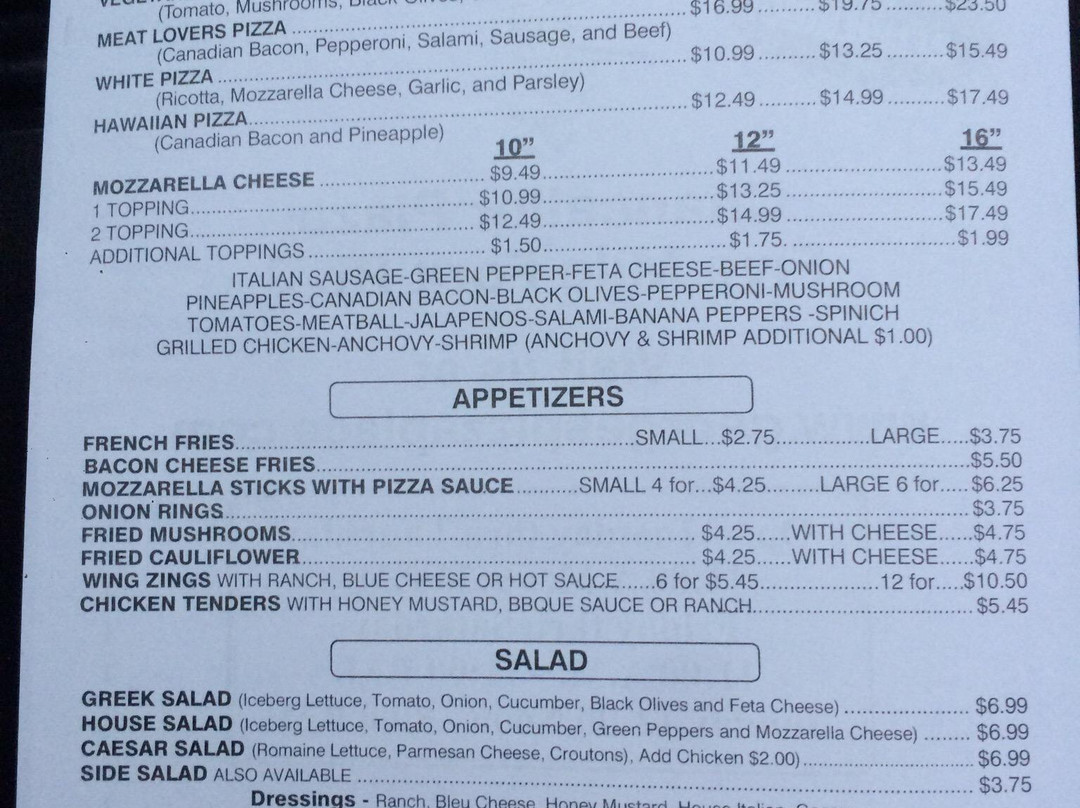 (Tomato, Mushrooms, Black Olives,
MEAT LOVERS PIZZA ........ $16.99.........$19.75.........$23.50
(Canadian Bacon, Pepperoni, Salami, Sausage, and Beef)
WHITE PIZZA ........ $10.99.........$13.25.........$15.49
(Ricotta, Mozzarella Cheese, Garlic, and Parsley)
HAWAIIAN PIZZA........ $12.49.........$14.99.........$17.49
(Canadian Bacon and Pineapple)
10” 12” 16”
MOZZARELLA CHEESE ........ $9.49........ $11.49 ........ $13.49
1 TOPPING........ $10.99........ $13.25 ........ $15.49
2 TOPPING........ $12.49........ $14.99 ........ $17.49
ADDITIONAL TOPPINGS ........ $1.50........ $1.75. ........ $1.99
ITALIAN SAUSAGE-GREEN PEPPER-FETA CHEESE-BEEF-ONION
PINEAPPLES-CANADIAN BACON-BLACK OLIVES-PEPPERONI-MUSHROOM
TOMATOES-MEATBALL-JALAPENOS-SALAMI-BANANA PEPPERS -SPINICH
GRILLED CHICKEN-ANCHOVY-SHRIMP (ANCHOVY & SHRIMP ADDITIONAL $1.00)
APPETIZERS
FRENCH FRIES........SMALL...$2.75........LARGE.....$3.75
BACON CHEESE FRIES........$5.50
MOZZARELLA STICKS WITH PIZZA SAUCE........SMALL 4 for...$4.25........LARGE 6 for.....$6.25
ONION RINGS........$3.75
FRIED MUSHROOMS........ $4.25......WITH CHEESE.....$4.75
FRIED CAULIFLOWER........ $4.25......WITH CHEESE.....$4.75
WING ZINGS WITH RANCH, BLUE CHEESE OR HOT SAUCE......6 for $5.45........12 for....$10.50
CHICKEN TENDERS WITH HONEY MUSTARD, BBQUE SAUCE OR RANCH........$5.45
SALAD
GREEK SALAD (Iceberg Lettuce, Tomato, Onion, Cucumber, Black Olives and Feta Cheese) ........ $6.99
HOUSE SALAD (Iceberg Lettuce, Tomato, Onion, Cucumber, Green Peppers and Mozzarella Cheese) ........ $6.99
CAESAR SALAD (Romaine Lettuce, Parmesan Cheese, Croutons), Add Chicken $2.00)........ $6.99
SIDE SALAD ALSO AVAILABLE ........ $3.75
Dressings - Ranch, Bleu Cheese, Honey Mustard, House Italian,